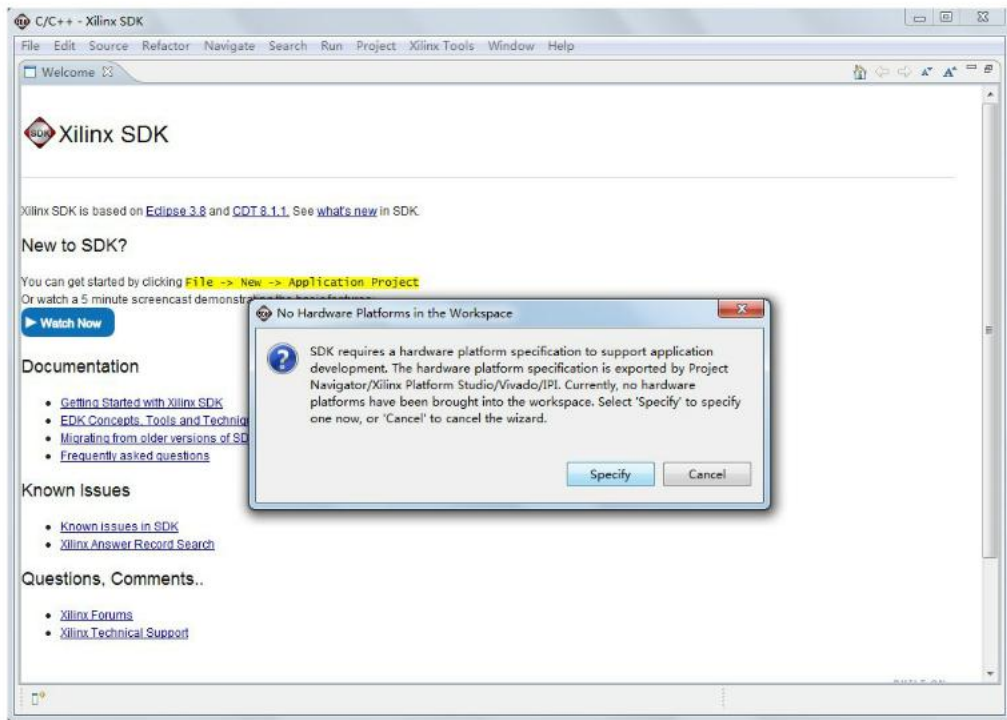 C/C++ - Xilinx SDK
File Edit Source Refactor Navigate Search Run Project Xilinx Tools Window Help
Welcome
SDK Xilinx SDK
Xilinx SDK is based on Eclipse 3.8 and CDT 8.1.1. See what's new in SDK.
New to SDK?
You can get started by clicking File -> New -> Application Project
Or watch a 5 minute screencast demonstrating the basic features.
Watch Now
No Hardware Platforms in the Workspace
SDK requires a hardware platform specification to support application
development. The hardware platform specification is exported by Project
Navigator/Xilinx Platform Studio/Vivado/IPI. Currently, no hardware
platforms have been brought into the workspace. Select 'Specify' to specify
one now, or 'Cancel' to cancel the wizard.
Specify Cancel
Documentation
Getting Started with Xilinx SDK
EDK Concepts, Tools and
Migrating from older versions of
Frequently asked questions
Known Issues
Known issues in SDK
Xilinx Answer Record Search
Questions, Comments..
Xilinx Forums
Xilinx Technical Support